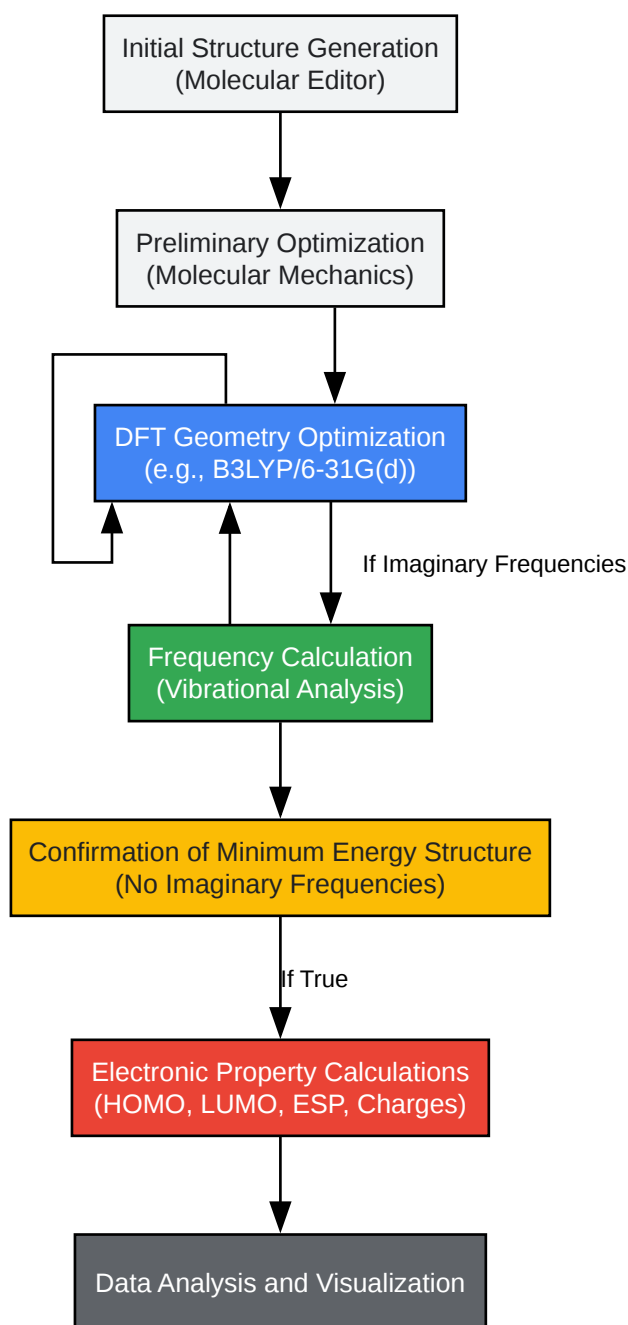 Initial Structure Generation
(Molecular Editor)
Preliminary Optimization
(Molecular Mechanics)
DFT Geometry Optimization
(e.g., B3LYP/6-31G(d))
If Imaginary Frequencies
Frequency Calculation
(Vibrational Analysis)
Confirmation of Minimum Energy Structure
(No Imaginary Frequencies)
If True
Electronic Property Calculations
(HOMO, LUMO, ESP, Charges)
Data Analysis and Visualization